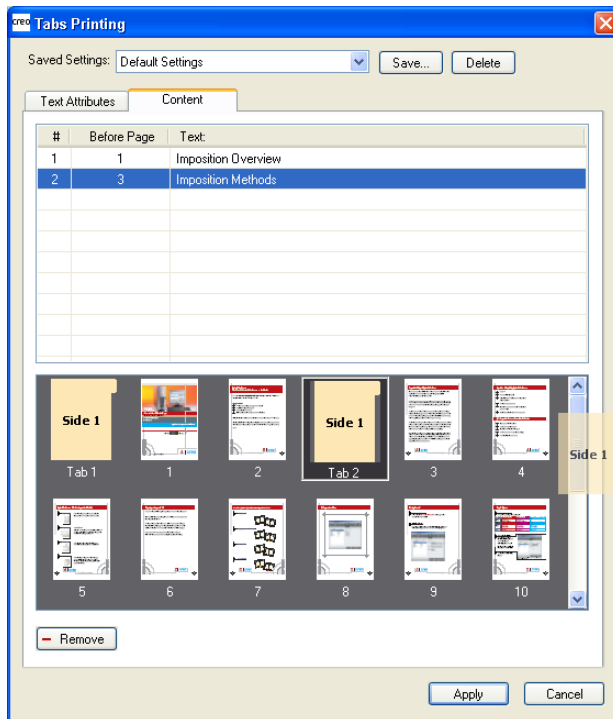 creo Tabs Printing
Saved Settings: Default Settings Save... Delete
Text Attributes Content
# Before Page Text:
1 1 Imposition Overview
2 3 Imposition Methods
Side 1 Side 1
Side 1
Tab 1 1 2 Tab 2 3 4
5 6 7 8 9 10
Remove
Apply Cancel